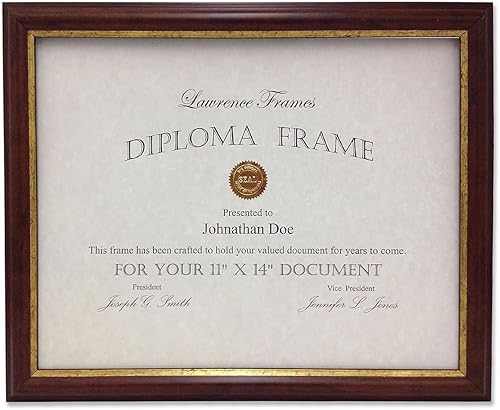 Lawrence Frames
DIPLOMA FRAME
SEAL
Presented to
Johnathan Doe
This frame has been crafted to hold your valued document for years to come.
FOR YOUR 11" X 14" DOCUMENT
President Vice President
Joseph G. Smith Jennifer L. Jones